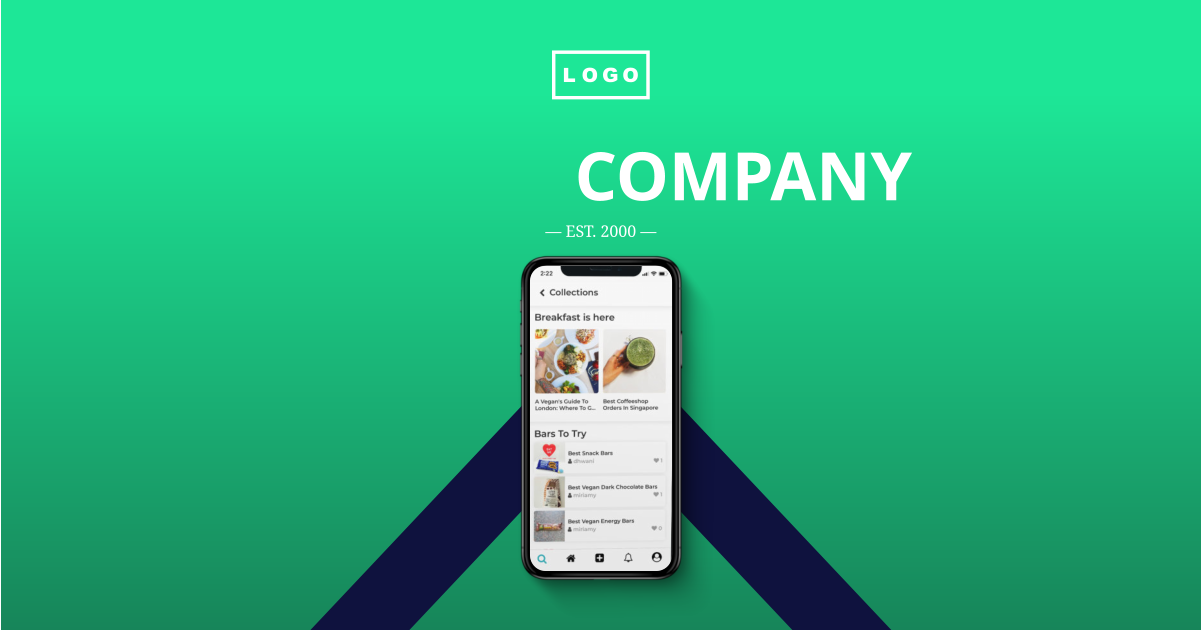 LOGO
COMPANY
— EST. 2000 —
2:22
Collections
Breakfast is here
A Vegan's Guide To
London: Where To G...
Best Coffeeshop
Orders In Singapore
Bars To Try
Best Snack Bars
dhwani
1
Best Vegan Dark Chocolate Bars
miriamy
1
Best Vegan Energy Bars
miriamy
0